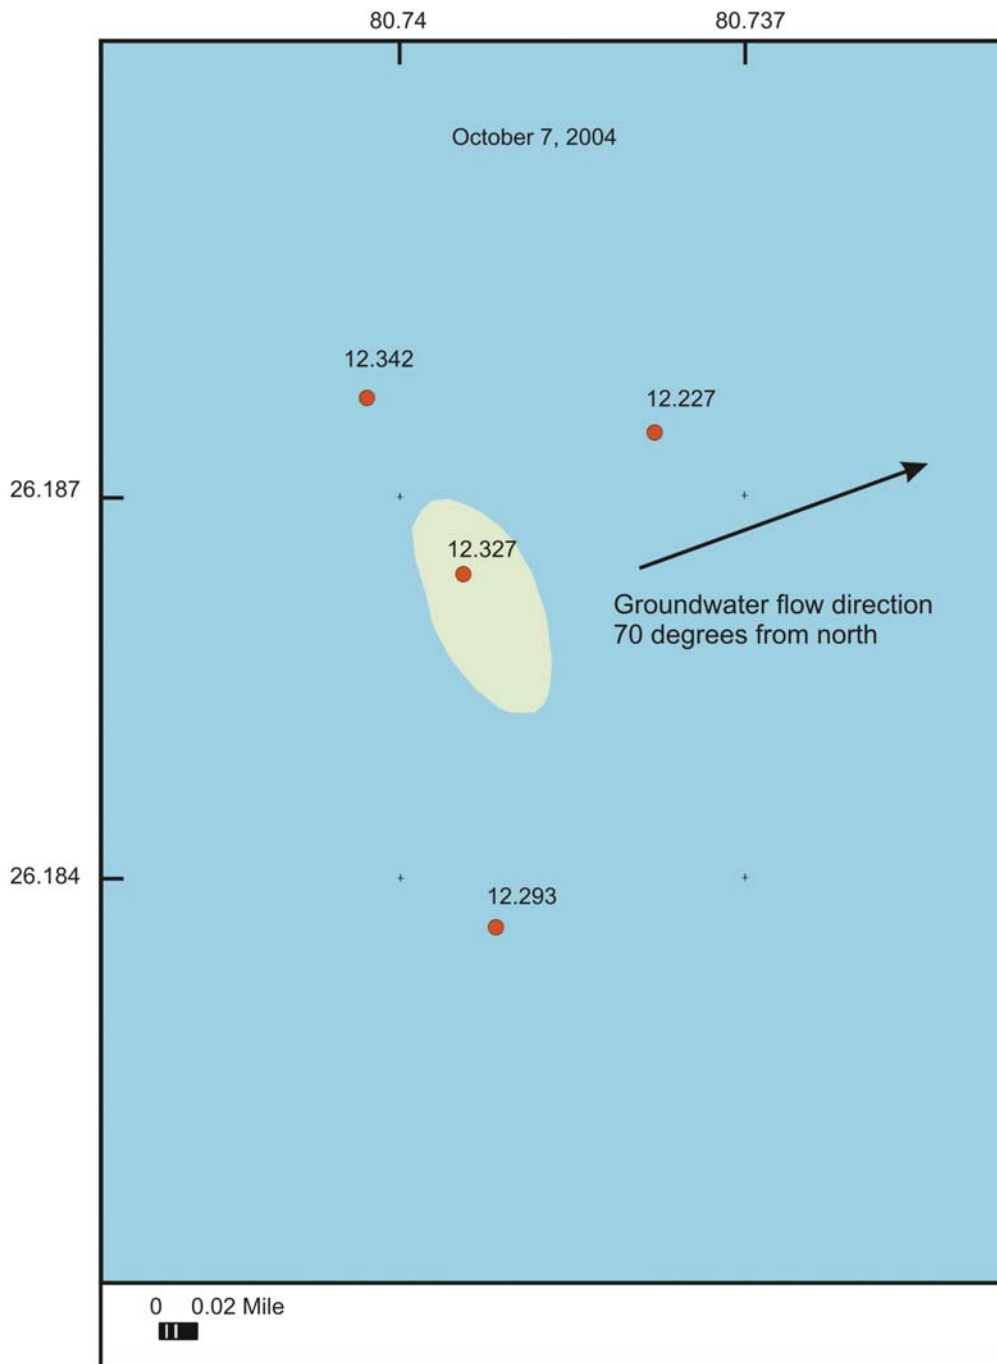 80.74 80.737
October 7, 2004
12.342
12.227
26.187
12.327
Groundwater flow direction
70 degrees from north
26.184
12.293
0 0.02 Mile